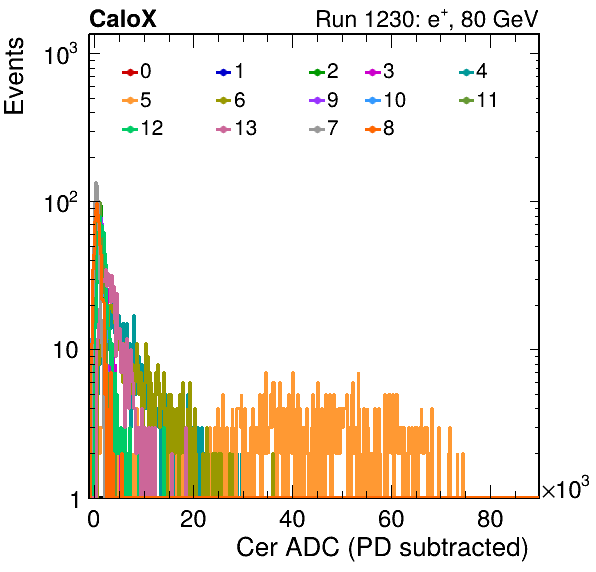 CaloX Run 1230: e⁺, 80 GeV
Events
10³
10²
10
1
0 1 2 3 4
5 6 9 10 11
12 13 7 8
0 20 40 60 80 ×10³
Cer ADC (PD subtracted)